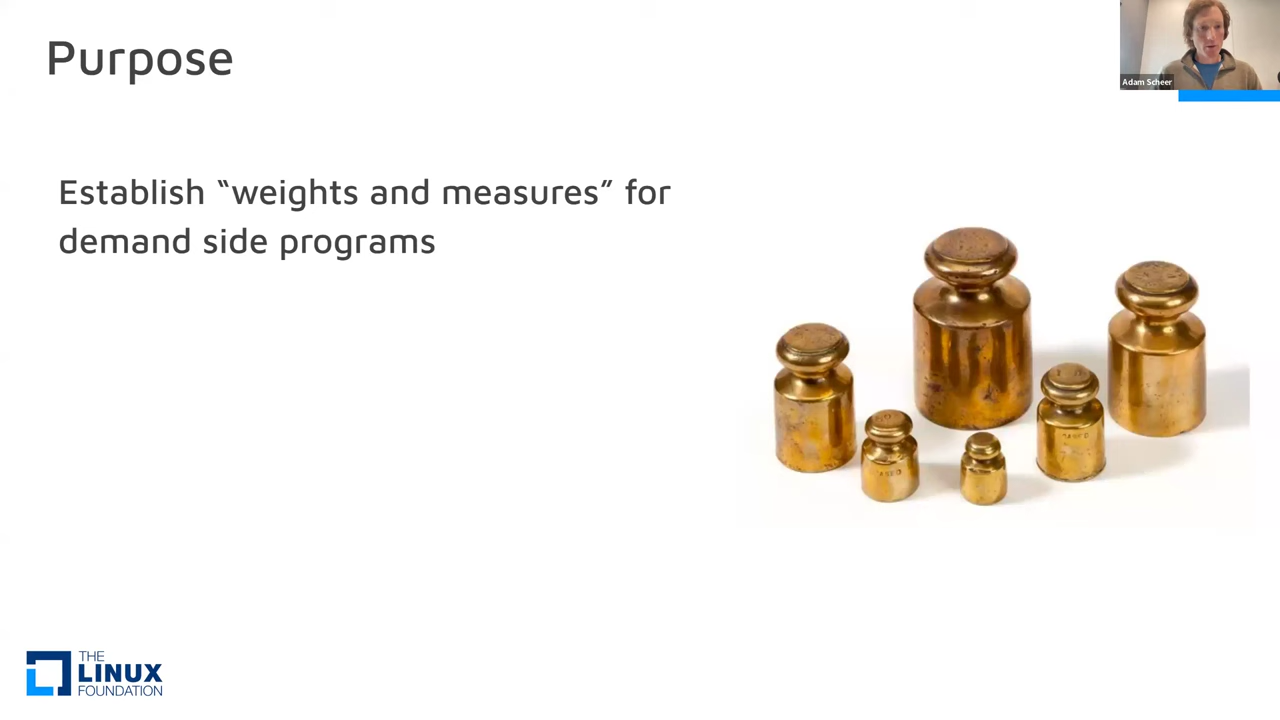 Purpose
Adam Scheer
Establish “weights and measures” for
demand side programs
THE
LINUX
FOUNDATION